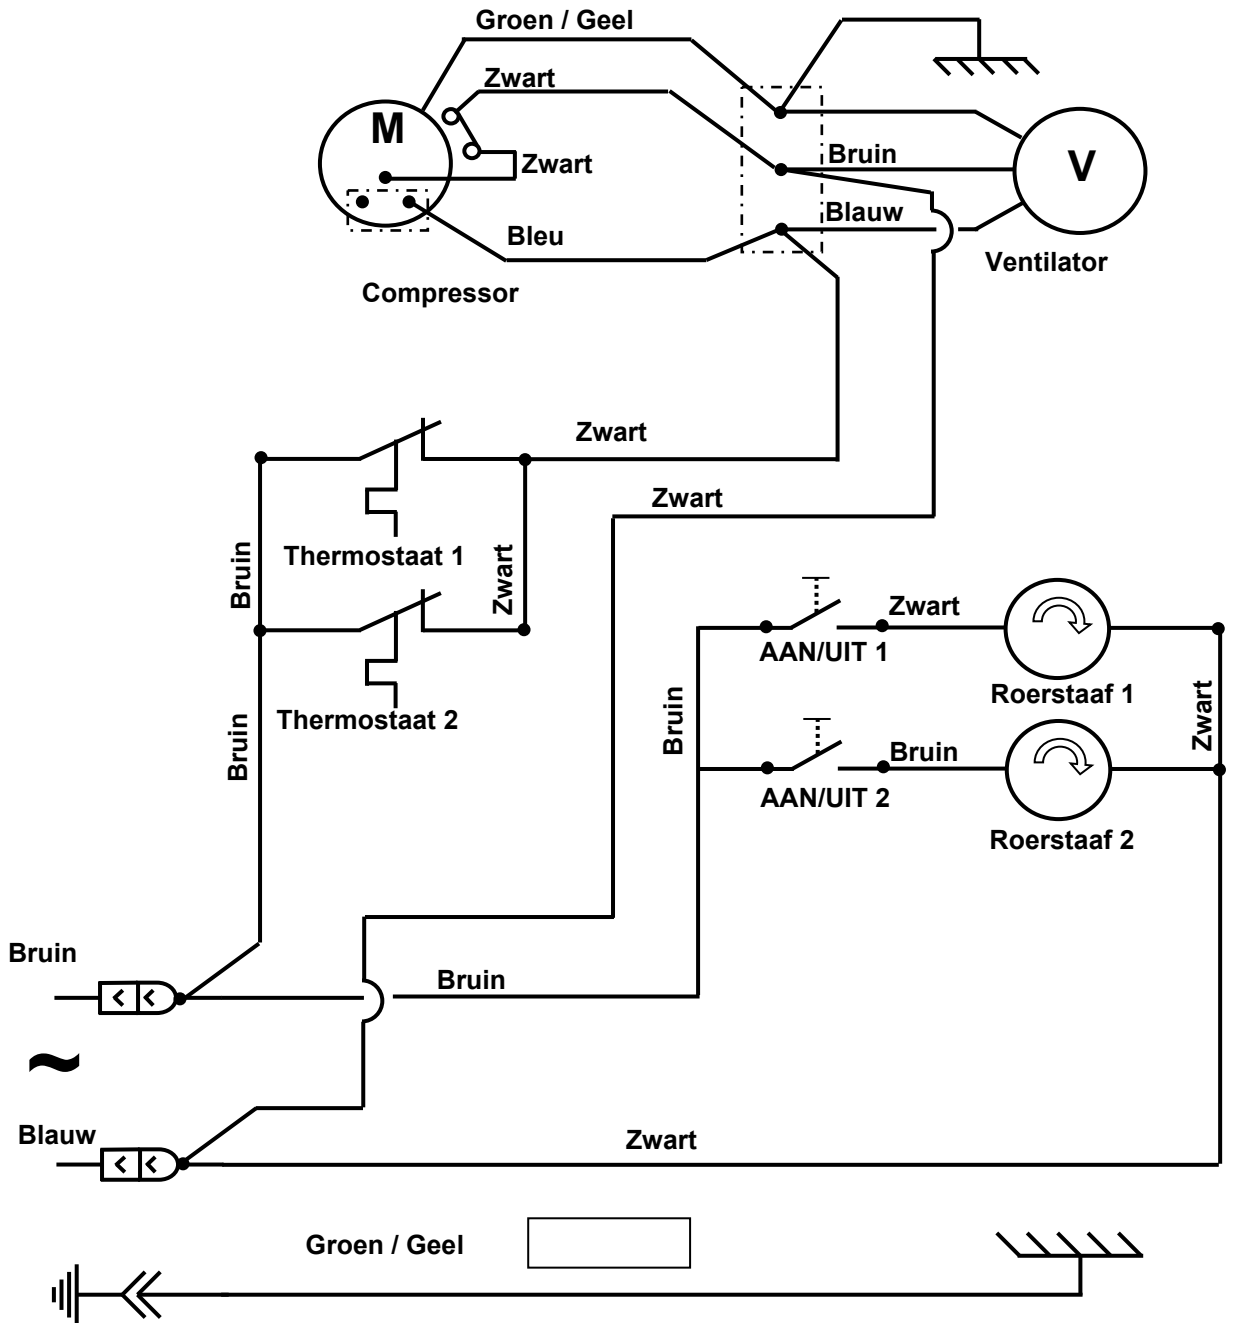 Groen / Geel
Zwart
M
Zwart
Bruin
V
Blauw
Bleu
Ventilator
Compressor
Zwart
Zwart
Bruin
Thermostaat 1
Zwart
Zwart
AAN/UIT 1
Roerstaaf 1
Bruin
Zwart
Thermostaat 2
Bruin
Bruin
AAN/UIT 2
Roerstaaf 2
Bruin
Bruin
~
Blauw
Zwart
Groen / Geel